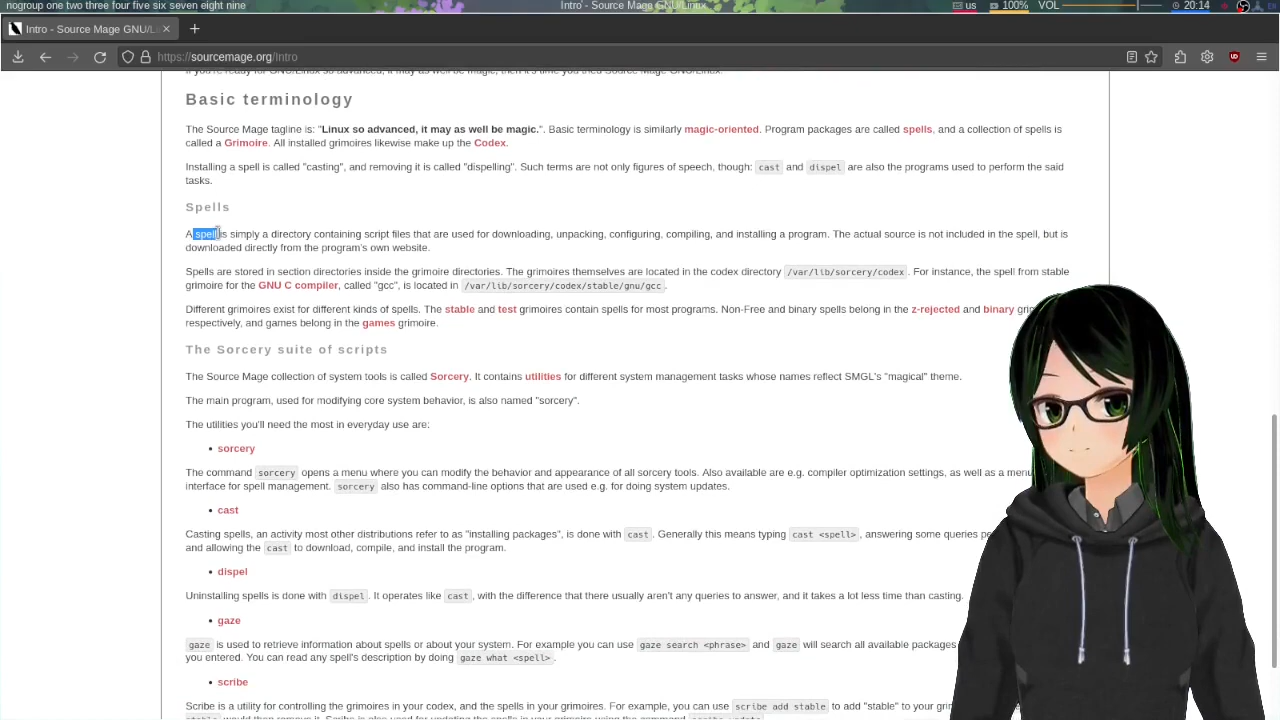 nogroup one two three four five six seven eight nine
Intro - Source Mage GNU/Linux
us
100%
VOL
20:14
Intro - Source Mage GNU/Li
https://sourcemage.org/Intro
If you're ready for GNU/Linux so advanced, it may as well be magic, then it's time you tried Source Mage GNU/Linux.
Basic terminology
The Source Mage tagline is: "Linux so advanced, it may as well be magic.". Basic terminology is similarly magic-oriented. Program packages are called spells, and a collection of spells is
called a Grimoire. All installed grimoires likewise make up the Codex.
Installing a spell is called "casting", and removing it is called "dispelling". Such terms are not only figures of speech, though: cast and dispel are also the programs used to perform the said
tasks.
Spells
A spell is simply a directory containing script files that are used for downloading, unpacking, configuring, compiling, and installing a program. The actual source is not included in the spell, but is
downloaded directly from the program's own website.
Spells are stored in section directories inside the grimoire directories. The grimoires themselves are located in the codex directory /var/lib/sorcery/codex. For instance, the spell from stable
grimoire for the GNU C compiler, called "gcc", is located in /var/lib/sorcery/codex/stable/gnu/gcc.
Different grimoires exist for different kinds of spells. The stable and test grimoires contain spells for most programs. Non-Free and binary spells belong in the z-rejected and binary
respectively, and games belong in the games grimoire.
The Sorcery suite of scripts
The Source Mage collection of system tools is called Sorcery. It contains utilities for different system management tasks whose names reflect SMGL's "magical" theme.
The main program, used for modifying core system behavior, is also named "sorcery".
The utilities you'll need the most in everyday use are:
• sorcery
The command sorcery opens a menu where you can modify the behavior and appearance of all sorcery tools. Also available are e.g. compiler optimization settings, as well as a menu
interface for spell management. sorcery also has command-line options that are used e.g. for doing system updates.
• cast
Casting spells, an activity most other distributions refer to as "installing packages", is done with cast. Generally this means typing cast <spell>, answering some queries
and allowing the cast to download, compile, and install the program.
• dispel
Uninstalling spells is done with dispel. It operates like cast, with the difference that there usually aren't any queries to answer, and it takes a lot less time than casting.
• gaze
gaze is used to retrieve information about spells or about your system. For example you can use gaze search <phrase> and gaze will search all available packages
you entered. You can read any spell's description by doing gaze what <spell>.
• scribe
Scribe is a utility for controlling the grimoires in your codex, and the spells in your grimoires. For example, you can use scribe add stable to add "stable" to your